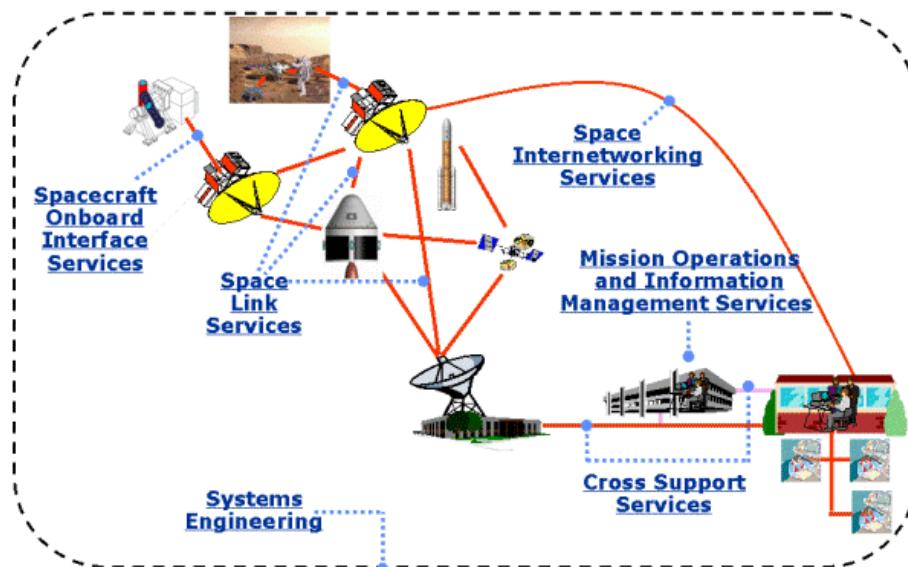 Space
Internetworking
Services
Spacecraft
Onboard
Interface
Services
Mission Operations
and Information
Management Services
Space
Link
Services
Cross Support
Services
Systems
Engineering